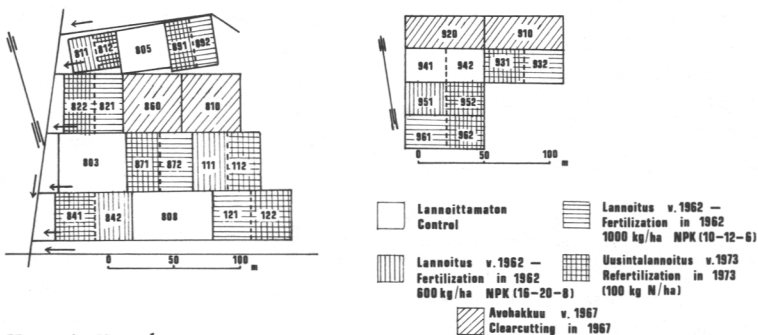 811 812 805 891 892
822 821 860 810
803 871 872 111 112
841 842 808 121 122
0 50 100
m
920 910
941 942 931 932
951 952
961 962
0 50 100
m
Lannoittamaton
Control
Lannoitus v. 1962 —
Fertilization in 1962
1000 kg/ha NPK (10-12-6)
Lannoitus v. 1962 —
Fertilization in 1962
600 kg/ha NPK (16-20-8)
Uusintalannoitus v. 1973
Refertilization in 1973
(100 kg N/ha)
Avohakkuu v. 1967
Clearcutting in 1967